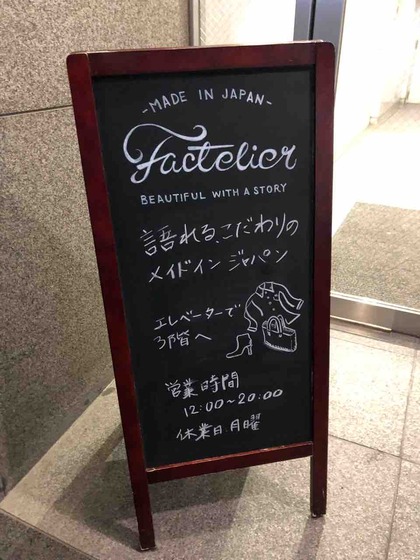 -MADE IN JAPAN-
Factelier
BEAUTIFUL WITH A STORY
語れる、こだわりの
メイドイン ジャパン
エレベーターで
3階へ
営業時間
12:00~20:00
休業日 月曜